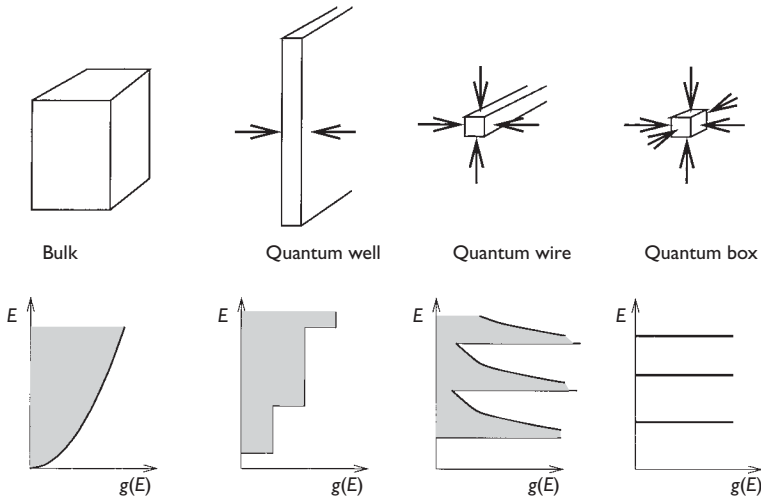 Bulk
Quantum well
Quantum wire
Quantum box
E
E
E
E
g(E)
g(E)
g(E)
g(E)